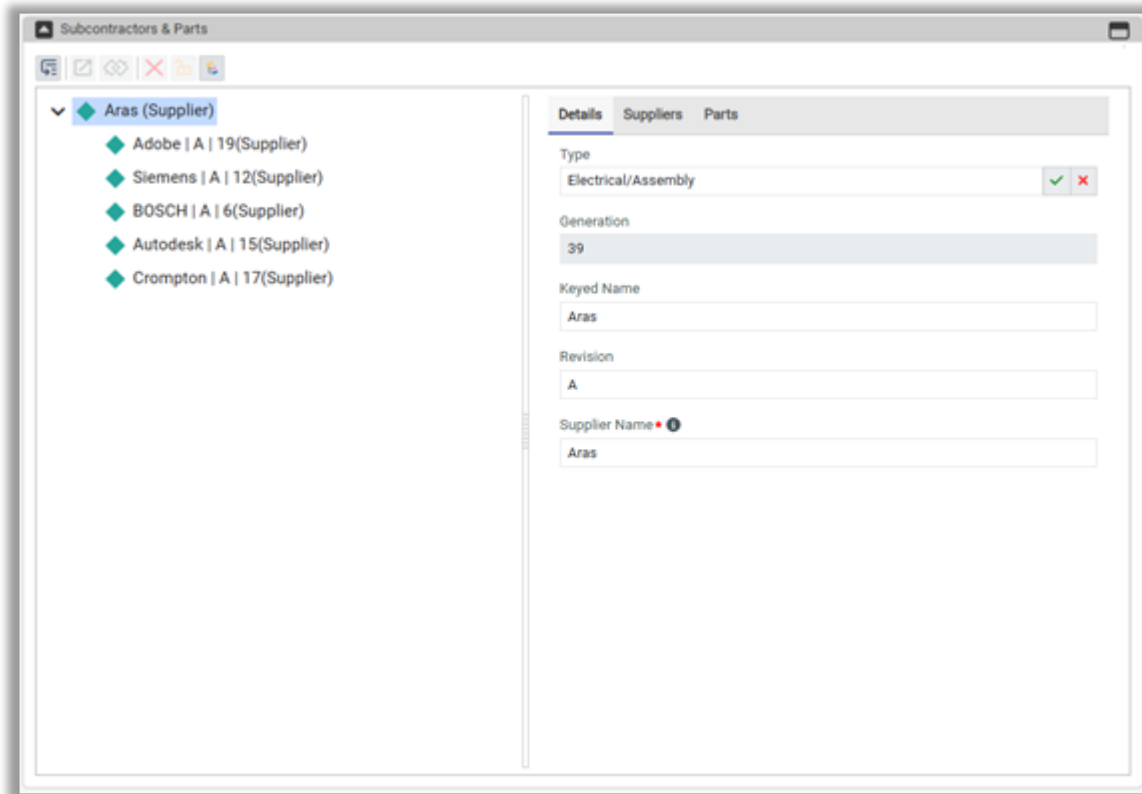 Subcontractors & Parts
Aras (Supplier)
Adobe | A | 19(Supplier)
Siemens | A | 12(Supplier)
BOSCH | A | 6(Supplier)
Autodesk | A | 15(Supplier)
Crompton | A | 17(Supplier)
Details Suppliers Parts
Type
Electrical/Assembly
Generation
39
Keyed Name
Aras
Revision
A
Supplier Name
Aras